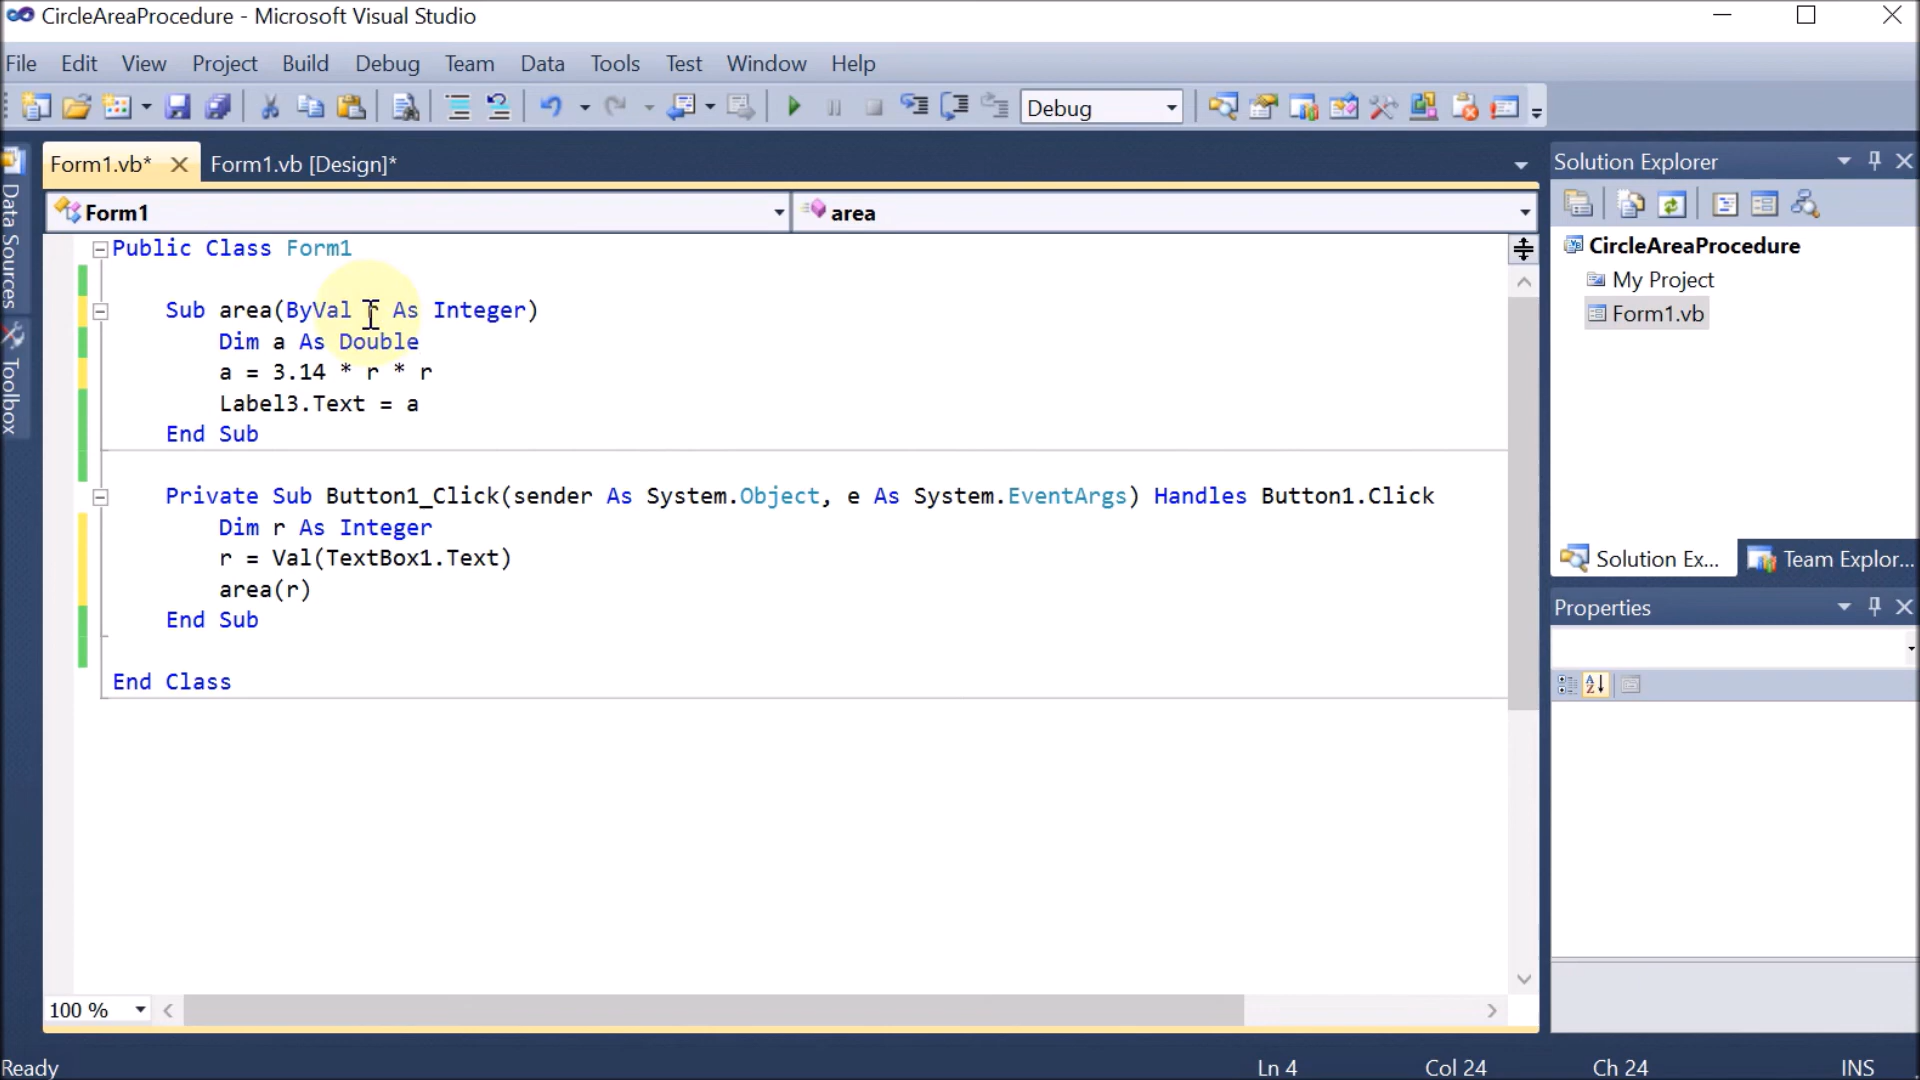 CircleAreaProcedure - Microsoft Visual Studio
File Edit View Project Build Debug Team Data Tools Test Window Help
Debug
Data Sources
Toolbox
Form1.vb* Form1.vb [Design]*
Form1 area
Public Class Form1
Sub area(ByVal r As Integer)
Dim a As Double
a = 3.14 * r * r
Label3.Text = a
End Sub
Private Sub Button1_Click(sender As System.Object, e As System.EventArgs) Handles Button1.Click
Dim r As Integer
r = Val(TextBox1.Text)
area(r)
End Sub
End Class
100 %
Solution Explorer
CircleAreaProcedure
My Project
Form1.vb
Solution Ex... Team Explor...
Properties
Ready Ln 4 Col 24 Ch 24 INS